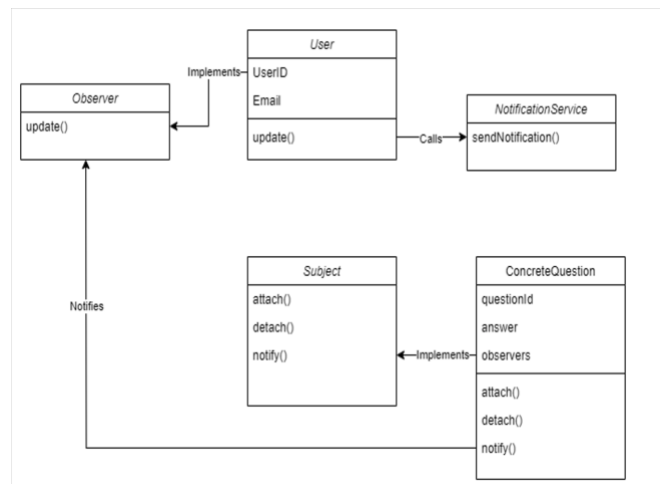 User
UserID
Email
update()
Implements
Observer
update()
Calls
NotificationService
sendNotification()
Notifies
Subject
attach()
detach()
notify()
Implements
ConcreteQuestion
questionId
answer
observers
attach()
detach()
notify()